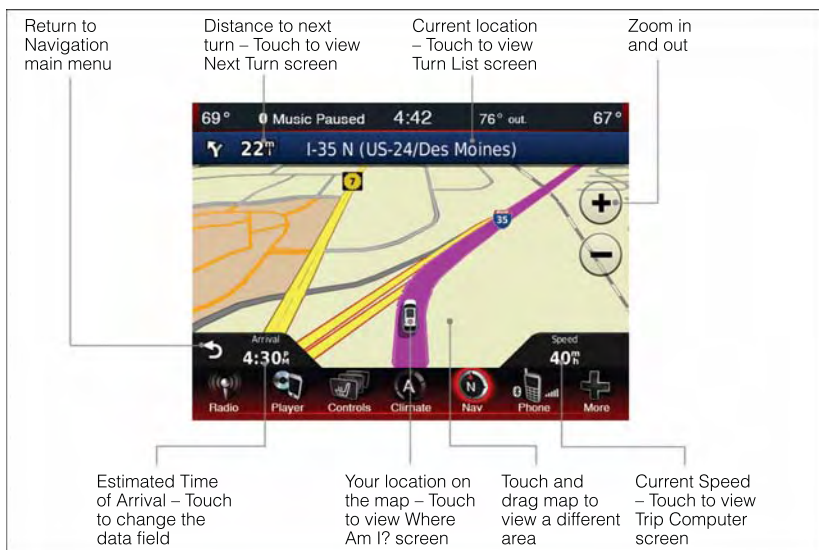 Return to
Navigation
main menu
Distance to next
turn – Touch to view
Next Turn screen
Current location
– Touch to view
Turn List screen
Zoom in
and out
69° 0 Music Paused 4:42 76° out. 67°
22 mi I-35 N (US-24/Des Moines)
7
35
+
−
Arrival
4:30 PM
Speed
40 mh
Radio Player Controls Climate Nav Phone More
A
N
Estimated Time
of Arrival – Touch
to change the
data field
Your location on
the map – Touch
to view Where
Am I? screen
Touch and
drag map to
view a different
area
Current Speed
– Touch to view
Trip Computer
screen